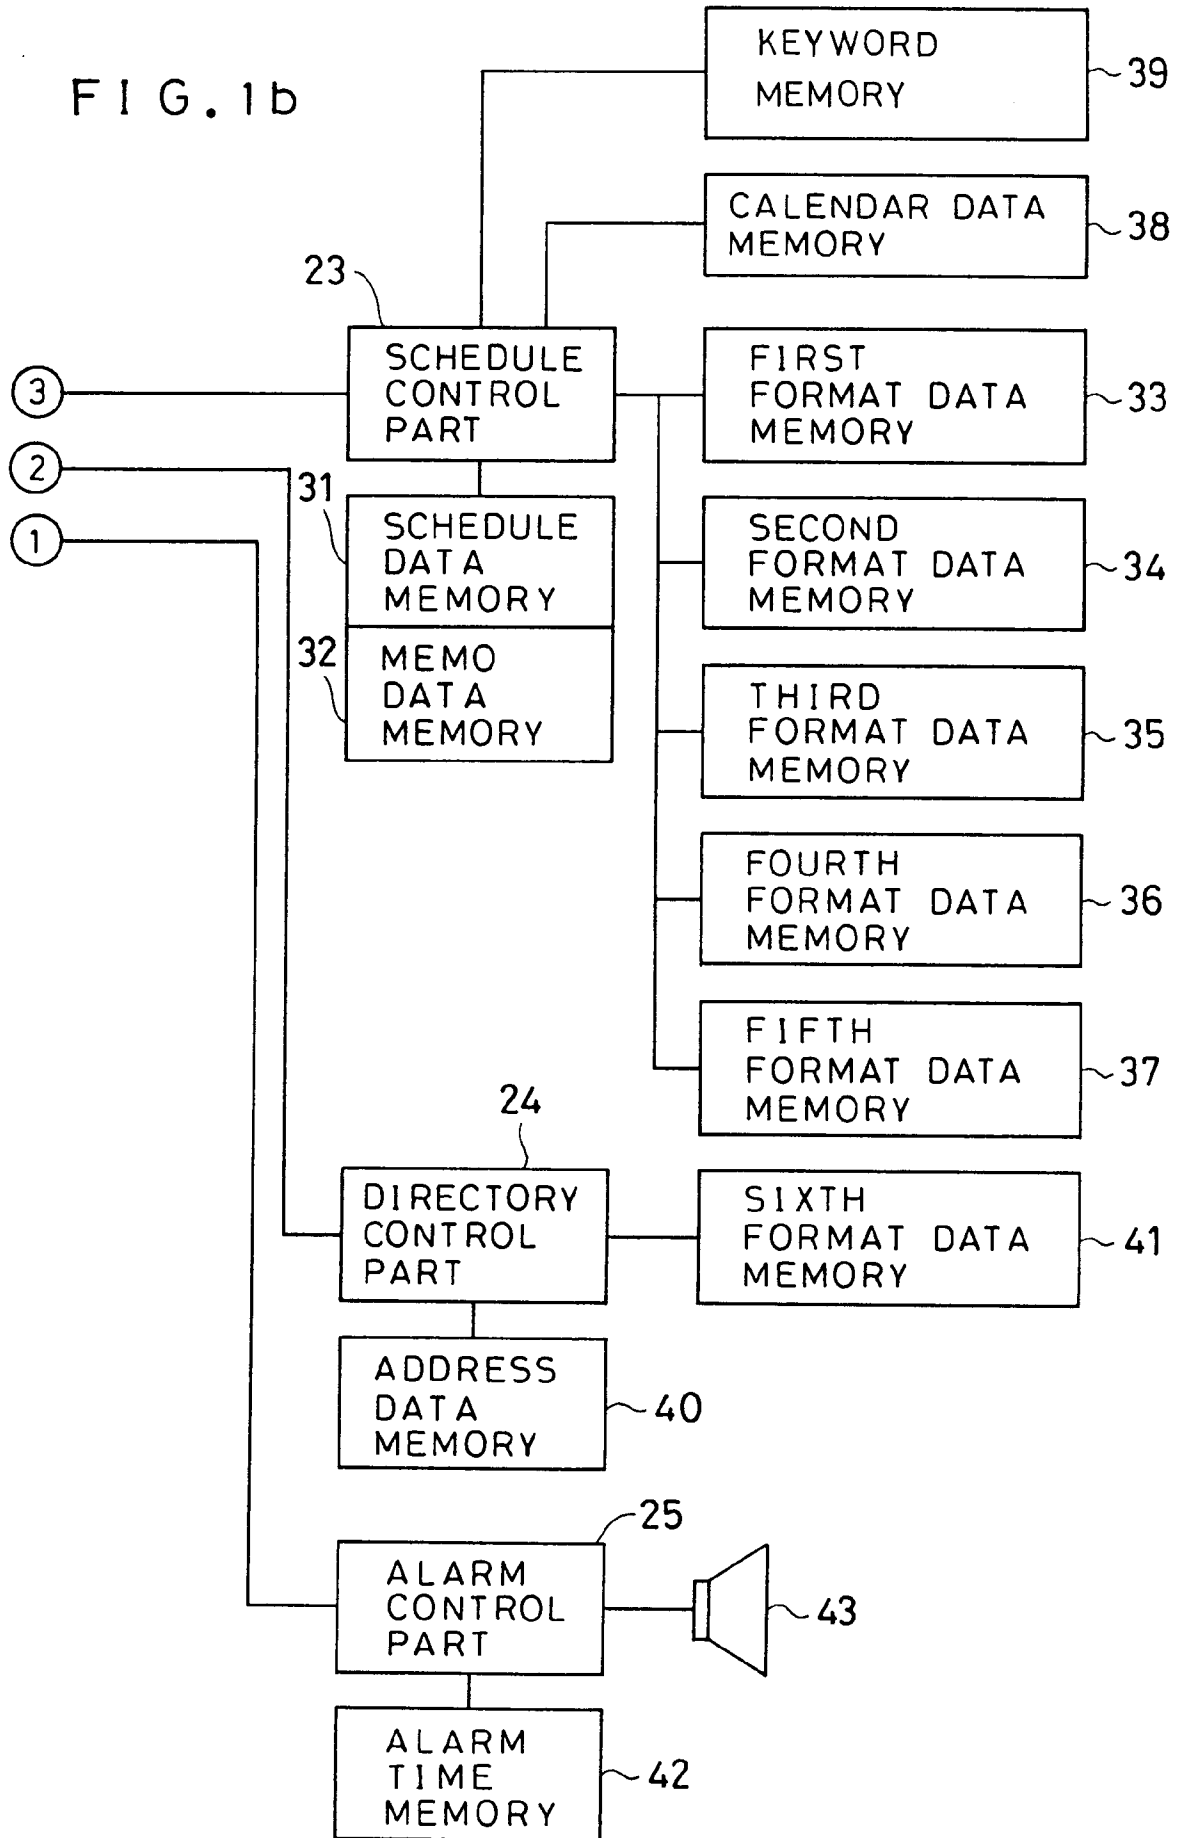 FIG.1b
KEYWORD
MEMORY
39
CALENDAR DATA
MEMORY
38
23
SCHEDULE
CONTROL
PART
3
2
1
FIRST
FORMAT DATA
MEMORY
33
31
SCHEDULE
DATA
MEMORY
32
MEMO
DATA
MEMORY
SECOND
FORMAT DATA
MEMORY
34
THIRD
FORMAT DATA
MEMORY
35
FOURTH
FORMAT DATA
MEMORY
36
FIFTH
FORMAT DATA
MEMORY
37
24
DIRECTORY
CONTROL
PART
SIXTH
FORMAT DATA
MEMORY
41
ADDRESS
DATA
MEMORY
40
25
ALARM
CONTROL
PART
43
ALARM
TIME
MEMORY
42